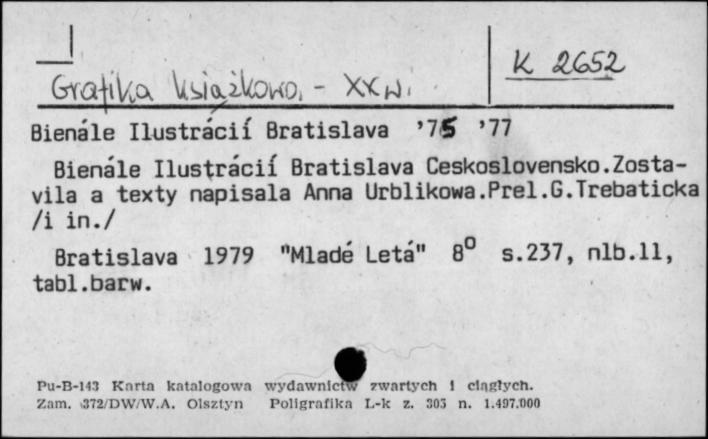 K 2652
Grafika książkowa - XX w.
Bienále Ilustrácií Bratislava '75 '77
Bienále Ilustrácií Bratislava Ceskoslovensko.Zosta-
vila a texty napisala Anna Urblikowa.Prel.G.Trebaticka
/i in./
Bratislava 1979 "Mladé Letá" 8° s.237, nlb.11,
tabl.barw.
Pu-B-143 Karta katalogowa wydawnictw zwartych i ciągłych.
Zam. 372/DW/W.A. Olsztyn Poligrafika L-k z. 305 n. 1.497.000